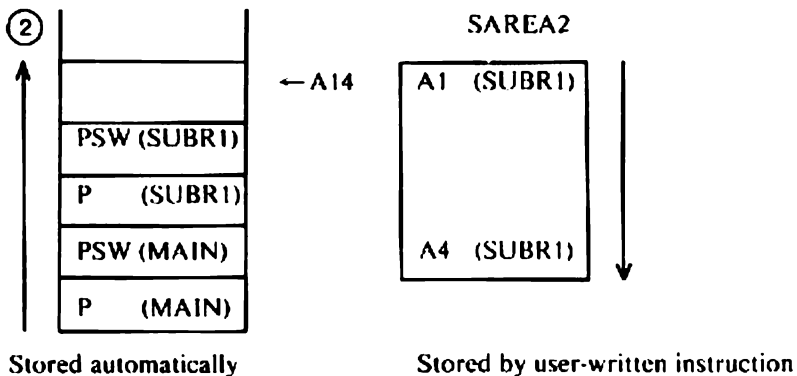 ②
SAREA2
← A14
A1 (SUBR1)
PSW (SUBR1)
P (SUBR1)
PSW (MAIN)
A4 (SUBR1)
P (MAIN)
Stored automatically
Stored by user-written instruction